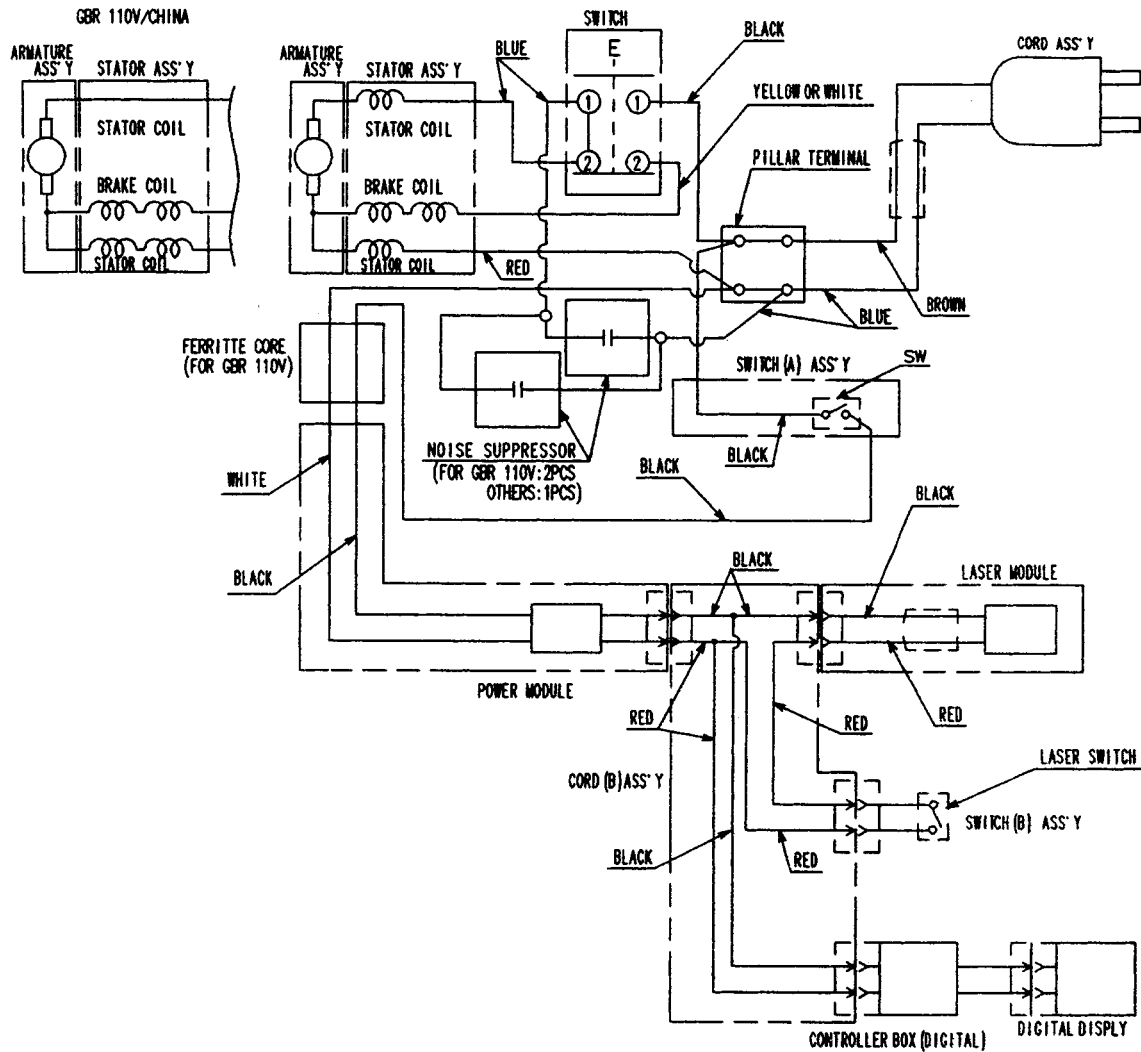 GBR 110V/CHINA
ARMATURE
ASS'Y
STATOR ASS'Y
STATOR COIL
BRAKE COIL
STATOR COIL
ARMATURE
ASS'Y
STATOR ASS'Y
STATOR COIL
BRAKE COIL
STATOR COIL
BLUE
SWITCH
E
1
1
2
2
BLACK
YELLOW OR WHITE
PILLAR TERMINAL
CORD ASS'Y
RED
BLUE
BROWN
FERRITTE CORE
(FOR GBR 110V)
SWITCH(A) ASS'Y
SW
BLACK
NOISE SUPPRESSOR
(FOR GBR 110V:2PCS
OTHERS:1PCS)
WHITE
BLACK
BLACK
BLACK
BLACK
LASER MODULE
POWER MODULE
RED
RED
RED
LASER SWITCH
CORD (B)ASS'Y
SWITCH(B) ASS'Y
BLACK
RED
CONTROLLER BOX(DIGITAL)
DIGITAL DISPLY